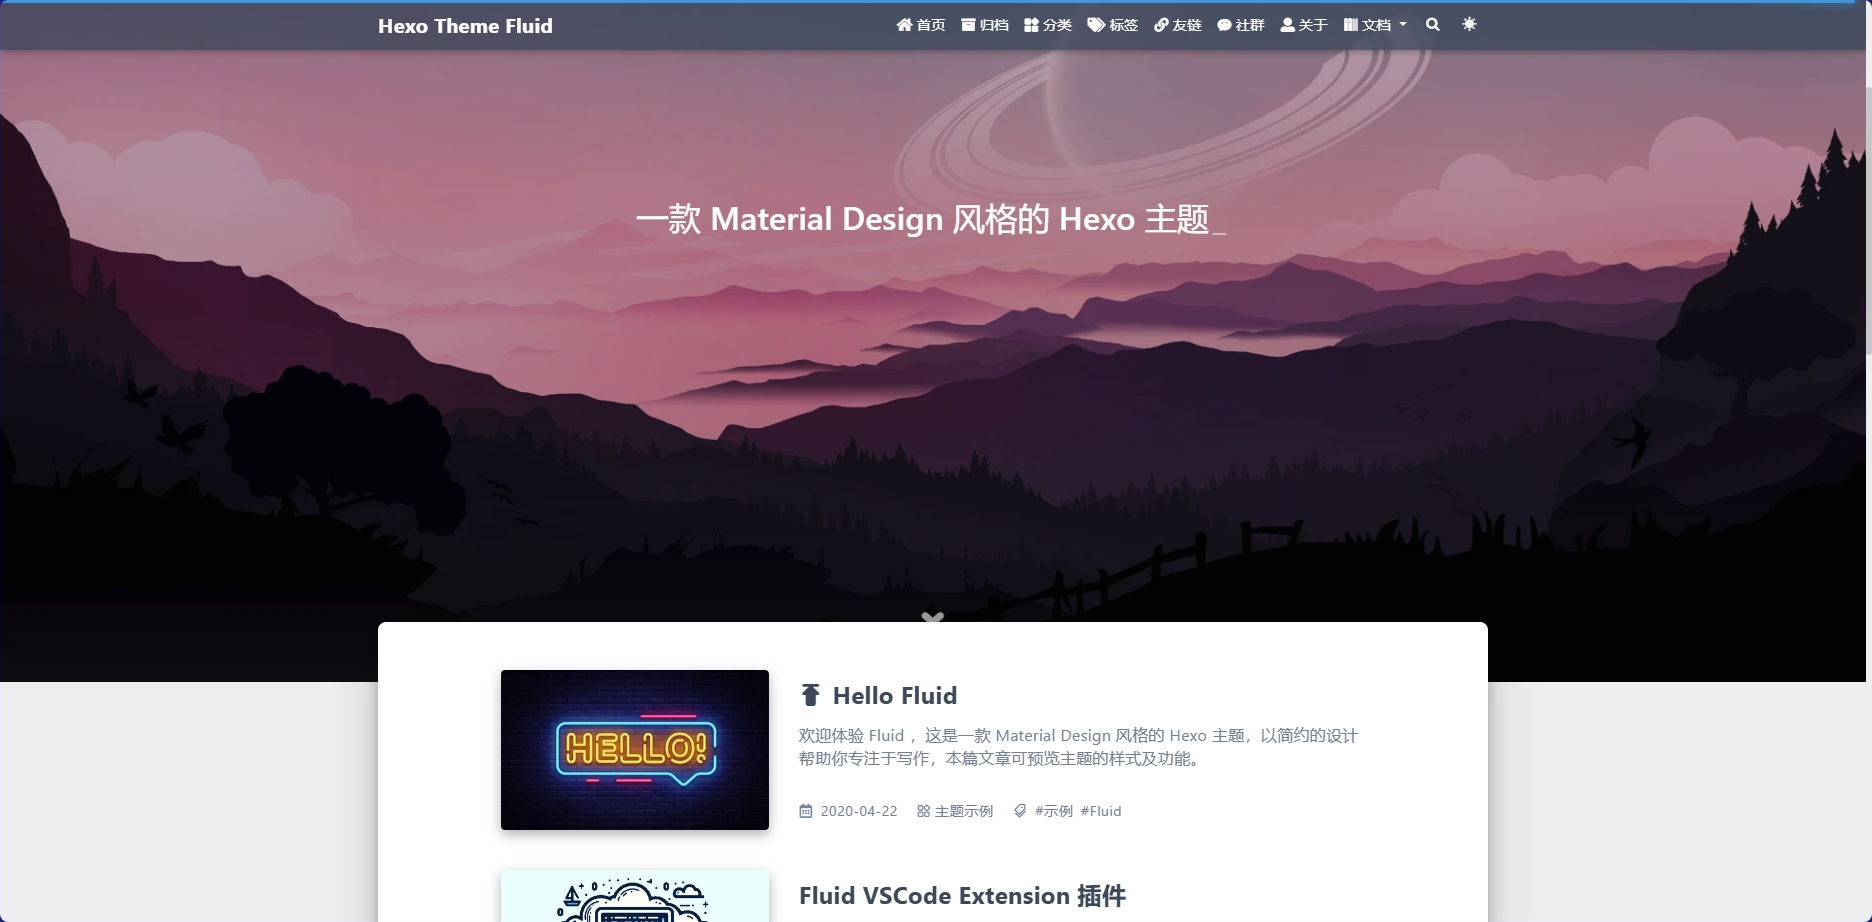 Hexo Theme Fluid
首页 归档 分类 标签 友链 社群 关于 文档
一款 Material Design 风格的 Hexo 主题_
HELLO!
Hello Fluid
欢迎体验 Fluid ，这是一款 Material Design 风格的 Hexo 主题，以简约的设计
帮助你专注于写作，本篇文章可预览主题的样式及功能。
2020-04-22 主题示例 #示例 #Fluid
Fluid VSCode Extension 插件